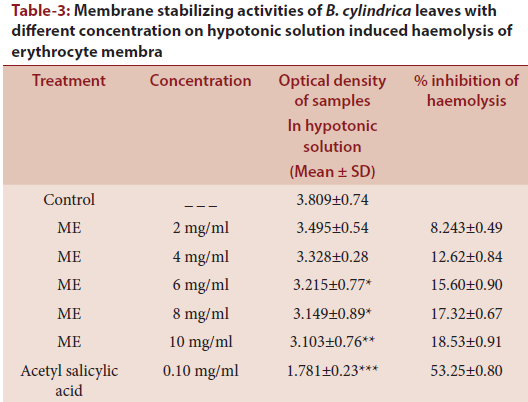 Table-3: Membrane stabilizing activities of B. cylindrica leaves with
different concentration on hypotonic solution induced haemolysis of
erythrocyte membra
Treatment Concentration Optical density of samples In hypotonic solution (Mean ± SD) % inhibition of haemolysis
Control _ _ _ 3.809±0.74
ME 2 mg/ml 3.495±0.54 8.243±0.49
ME 4 mg/ml 3.328±0.28 12.62±0.84
ME 6 mg/ml 3.215±0.77* 15.60±0.90
ME 8 mg/ml 3.149±0.89* 17.32±0.67
ME 10 mg/ml 3.103±0.76** 18.53±0.91
Acetyl salicylic acid 0.10 mg/ml 1.781±0.23*** 53.25±0.80